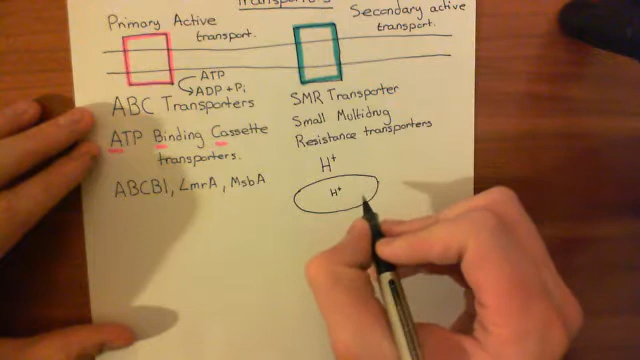 Transporters
Primary Active
transport.
Secondary active
transport.
ATP
ADP + Pi
ABC Transporters
ATP Binding Cassette
transporters.
ABCB1, LmrA, MsbA
SMR Transporter
Small Multidrug
Resistance transporters
H+
H+